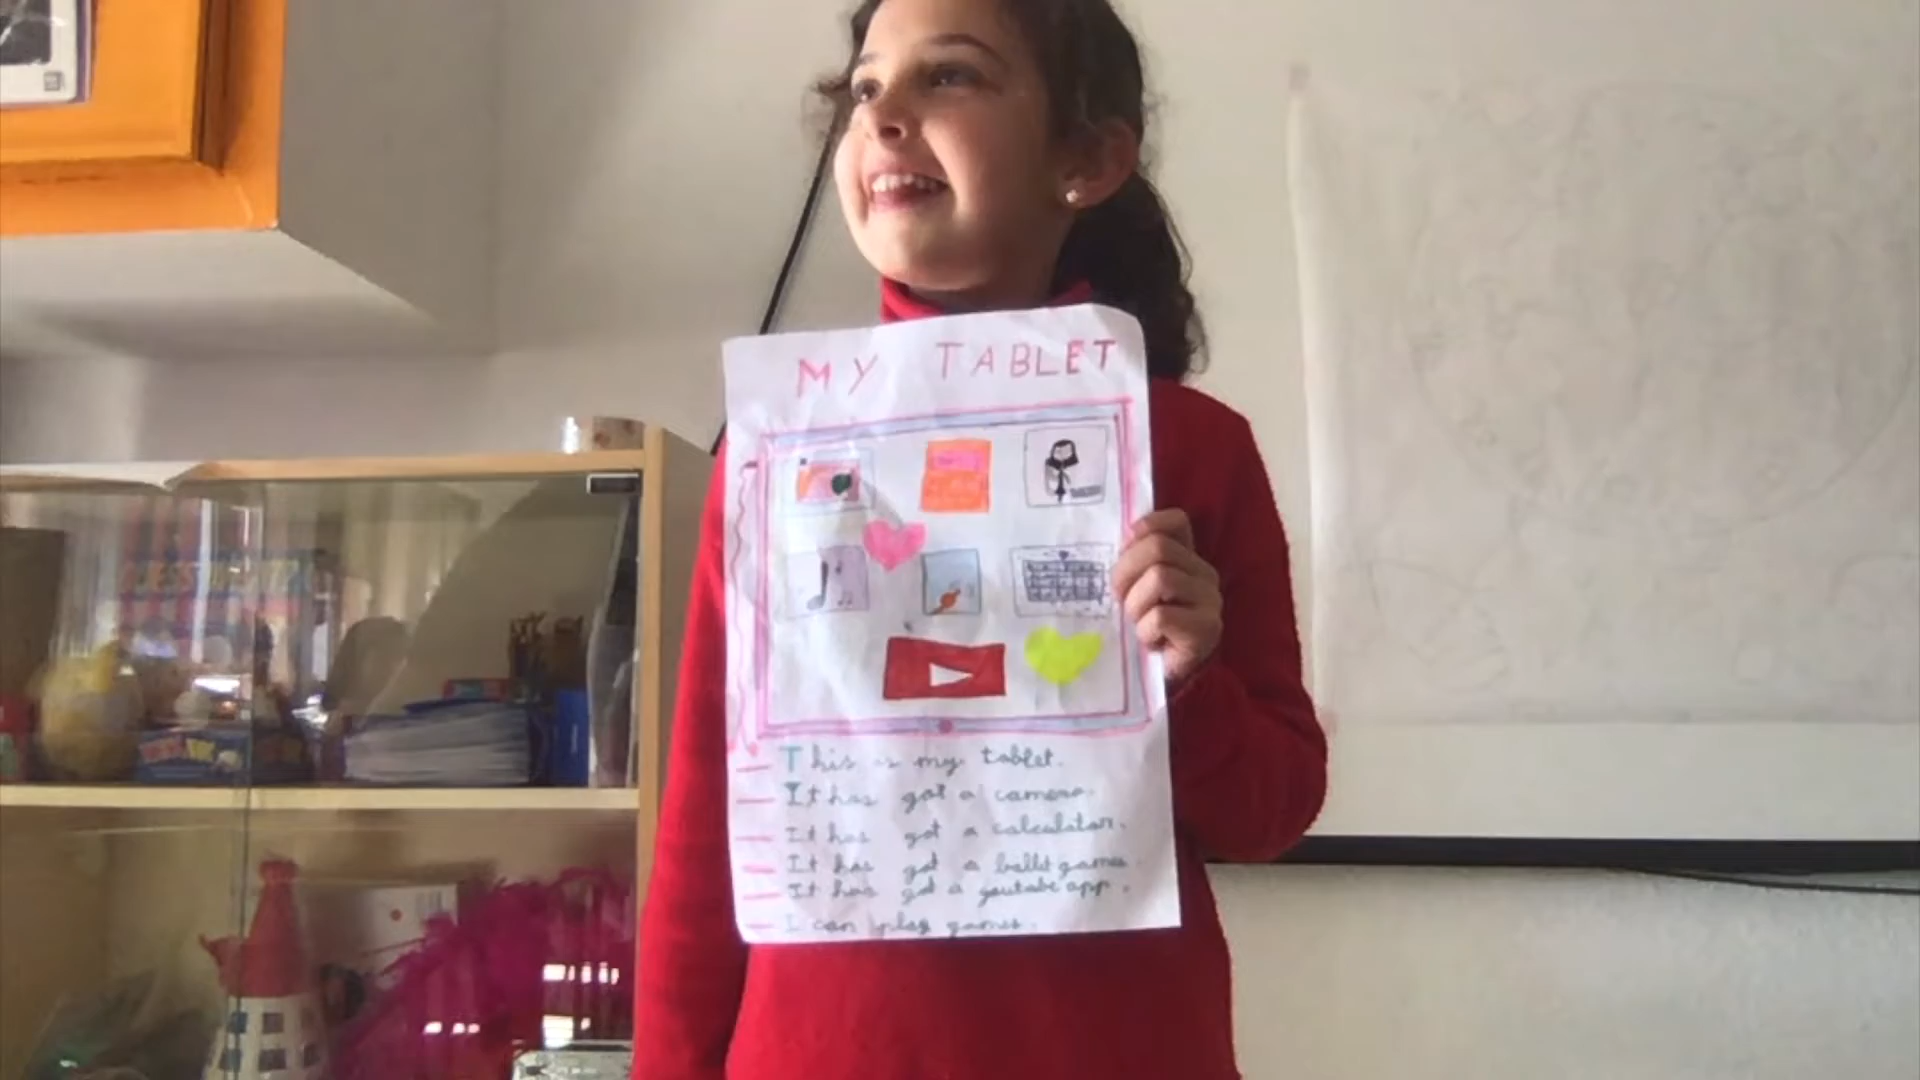 MY TABLET
This is my tablet.
It has got a camera.
It has got a calculator.
It has got a ballet games.
It has got a youtube app.
I can play games.